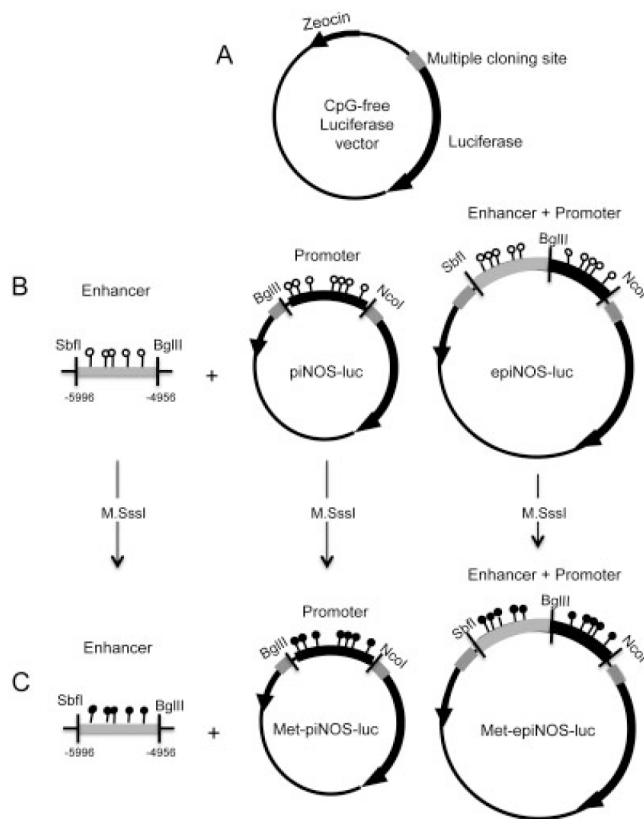 A
Zeocin
Multiple cloning site
CpG-free
Luciferase
vector
Luciferase
B
Enhancer
SbfI
BglII
-5996
-4956
+
Promoter
BglII
NcoI
piNOS-luc
Enhancer + Promoter
SbfI
BglII
NcoI
epiNOS-luc
M.SssI
M.SssI
M.SssI
C
Enhancer
SbfI
BglII
-5996
-4956
+
Promoter
BglII
NcoI
Met-piNOS-luc
Enhancer + Promoter
SbfI
BglII
NcoI
Met-epiNOS-luc